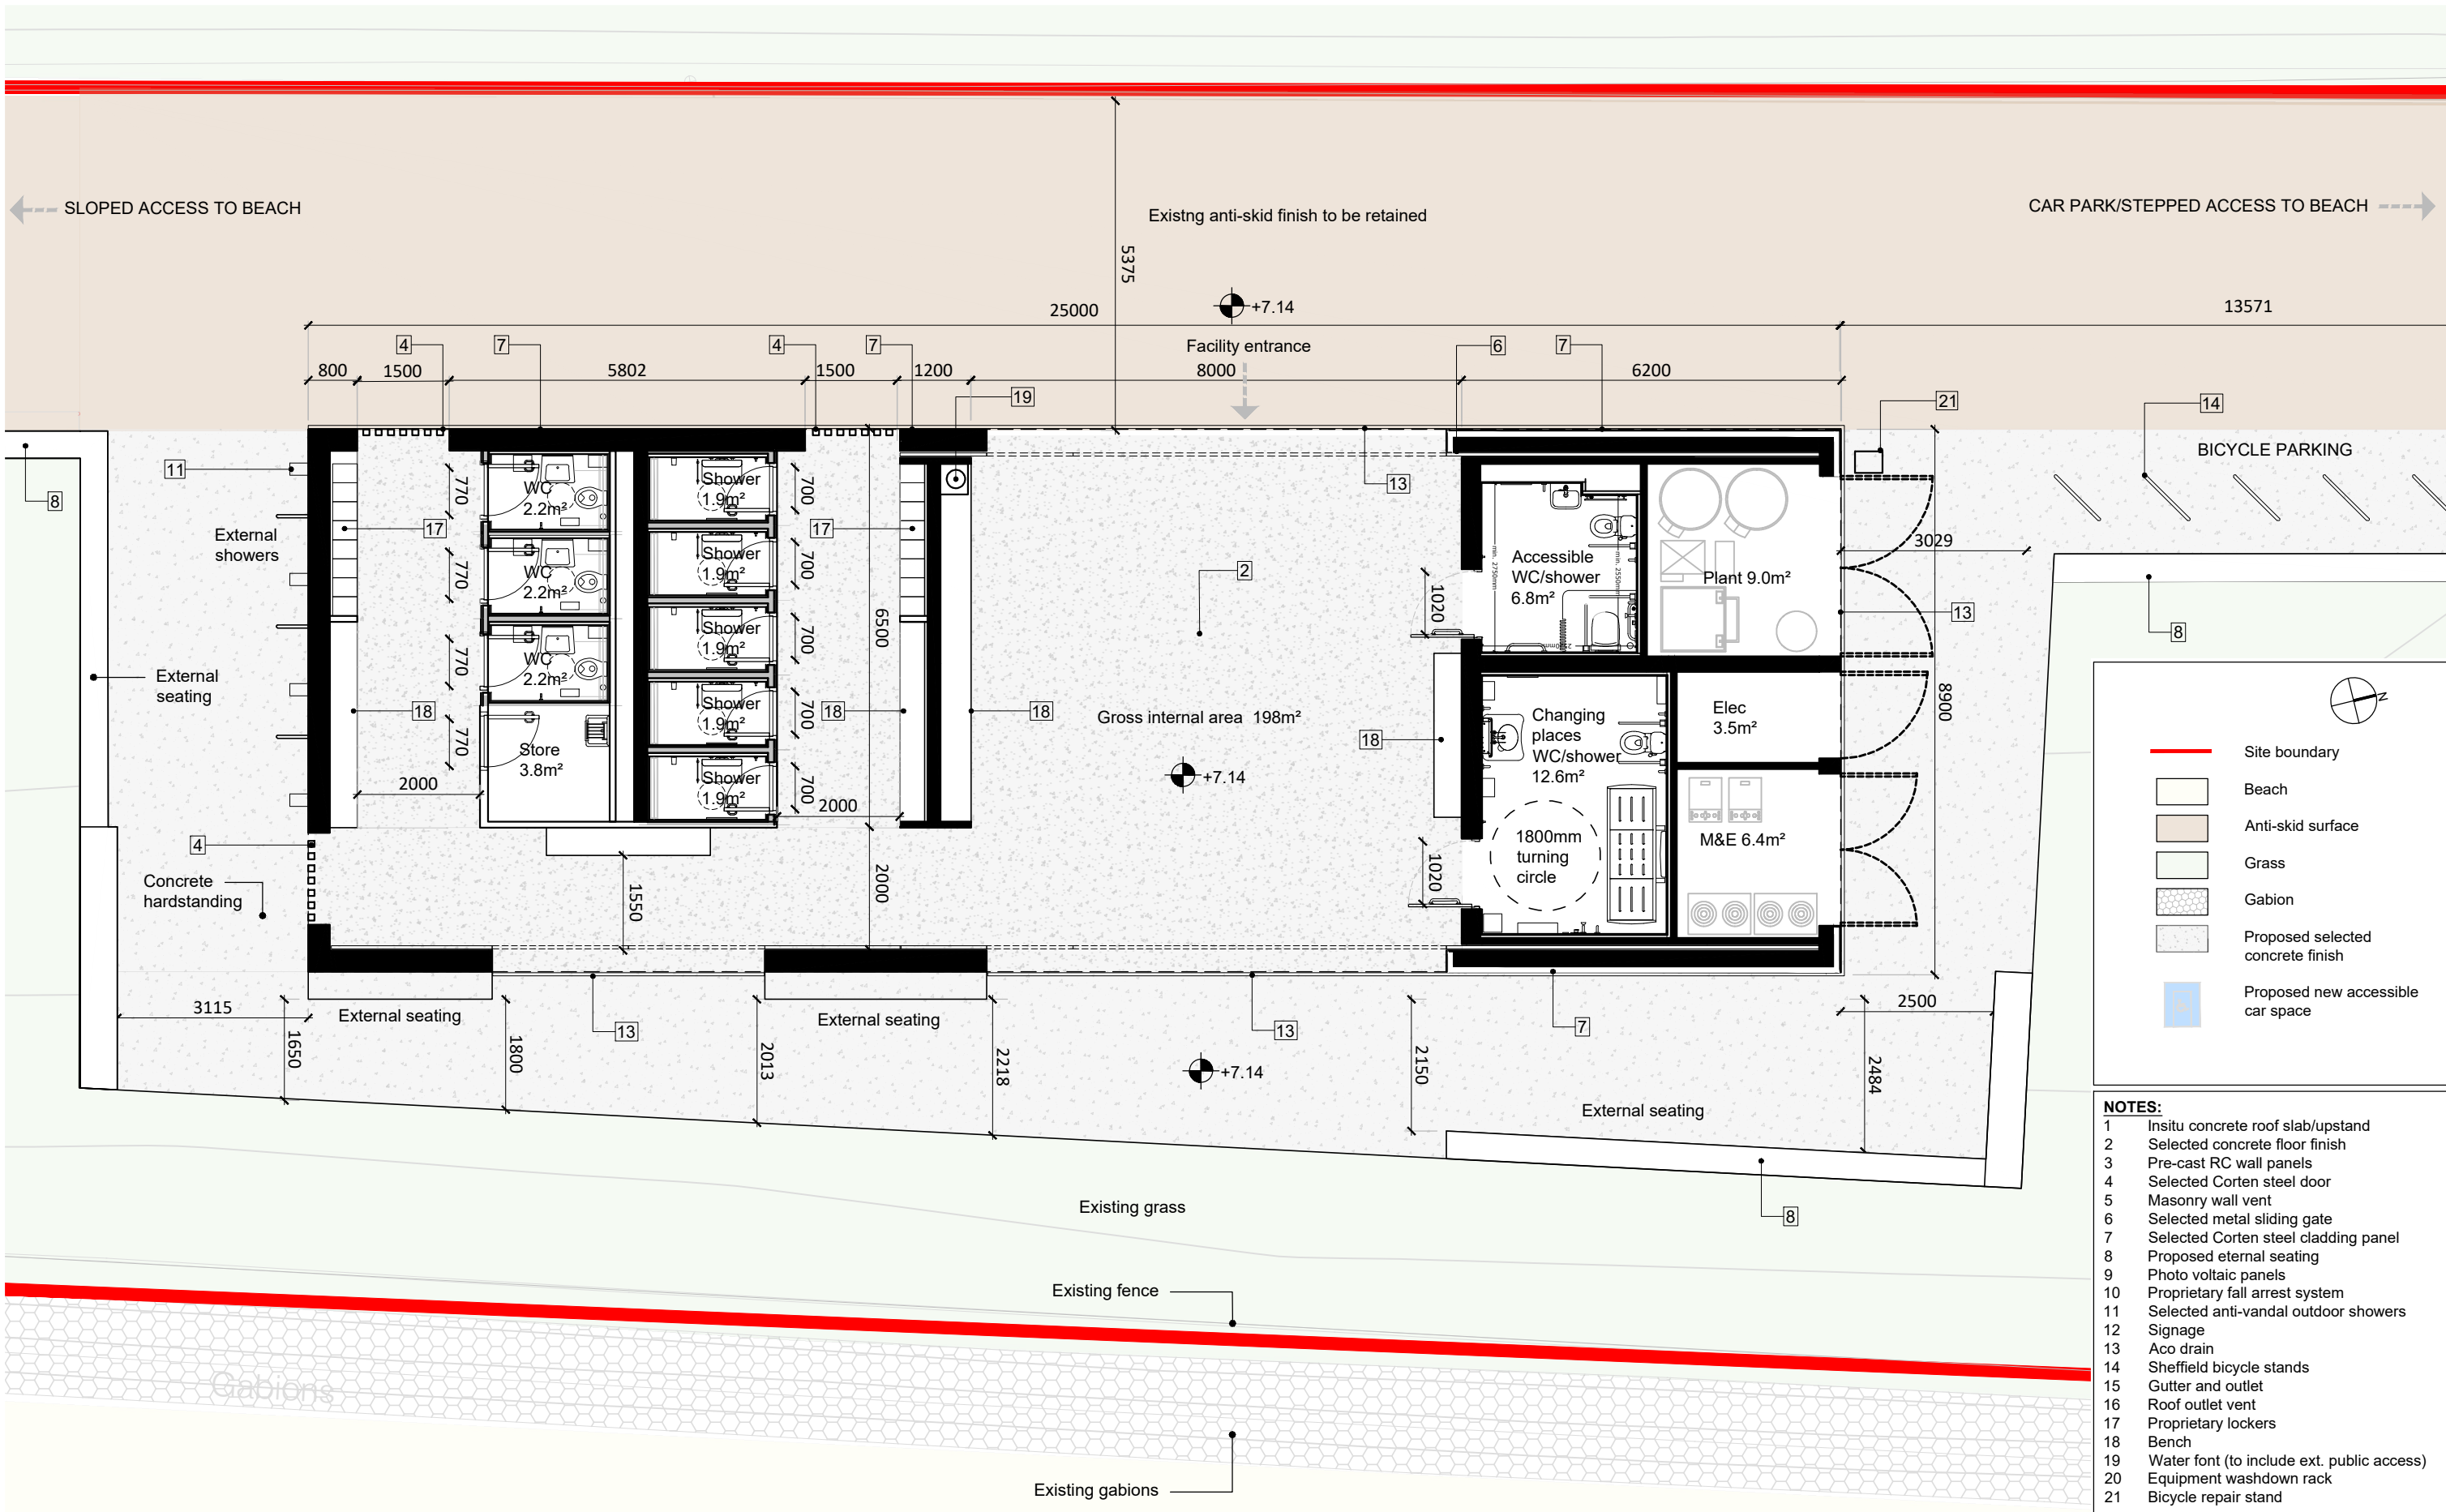 SLOPED ACCESS TO BEACH
Existng anti-skid finish to be retained
CAR PARK/STEPPED ACCESS TO BEACH
5375
+7.14
25000
13571
Facility entrance
4
7
4
7
6
7
800
1500
5802
1500
1200
8000
6200
19
21
14
BICYCLE PARKING
11
8
13
External
showers
17
17
770
770
770
770
WC
2.2m²
WC
2.2m²
WC
2.2m²
Store
3.8m²
Shower
1.9m²
Shower
1.9m²
Shower
1.9m²
Shower
1.9m²
Shower
1.9m²
700
700
700
700
700
6500
2
1020
min. 2750mm
min. 2550mm
Accessible
WC/shower
6.8m²
Plant 9.0m²
3029
13
8
External
seating
18
18
18
18
Gross internal area 198m²
+7.14
Changing
places
WC/shower
12.6m²
Elec
3.5m²
8900
2000
2000
4
Concrete
hardstanding
1550
2000
1020
1800mm
turning
circle
M&E 6.4m²
3115
1650
External seating
1800
13
2013
External seating
2218
+7.14
13
2150
7
2500
2484
External seating
8
Existing grass
Existing fence
Gabions
Existing gabions
N
Site boundary
Beach
Anti-skid surface
Grass
Gabion
Proposed selected
concrete finish
Proposed new accessible
car space
NOTES:
1 Insitu concrete roof slab/upstand
2 Selected concrete floor finish
3 Pre-cast RC wall panels
4 Selected Corten steel door
5 Masonry wall vent
6 Selected metal sliding gate
7 Selected Corten steel cladding panel
8 Proposed eternal seating
9 Photo voltaic panels
10 Proprietary fall arrest system
11 Selected anti-vandal outdoor showers
12 Signage
13 Aco drain
14 Sheffield bicycle stands
15 Gutter and outlet
16 Roof outlet vent
17 Proprietary lockers
18 Bench
19 Water font (to include ext. public access)
20 Equipment washdown rack
21 Bicycle repair stand